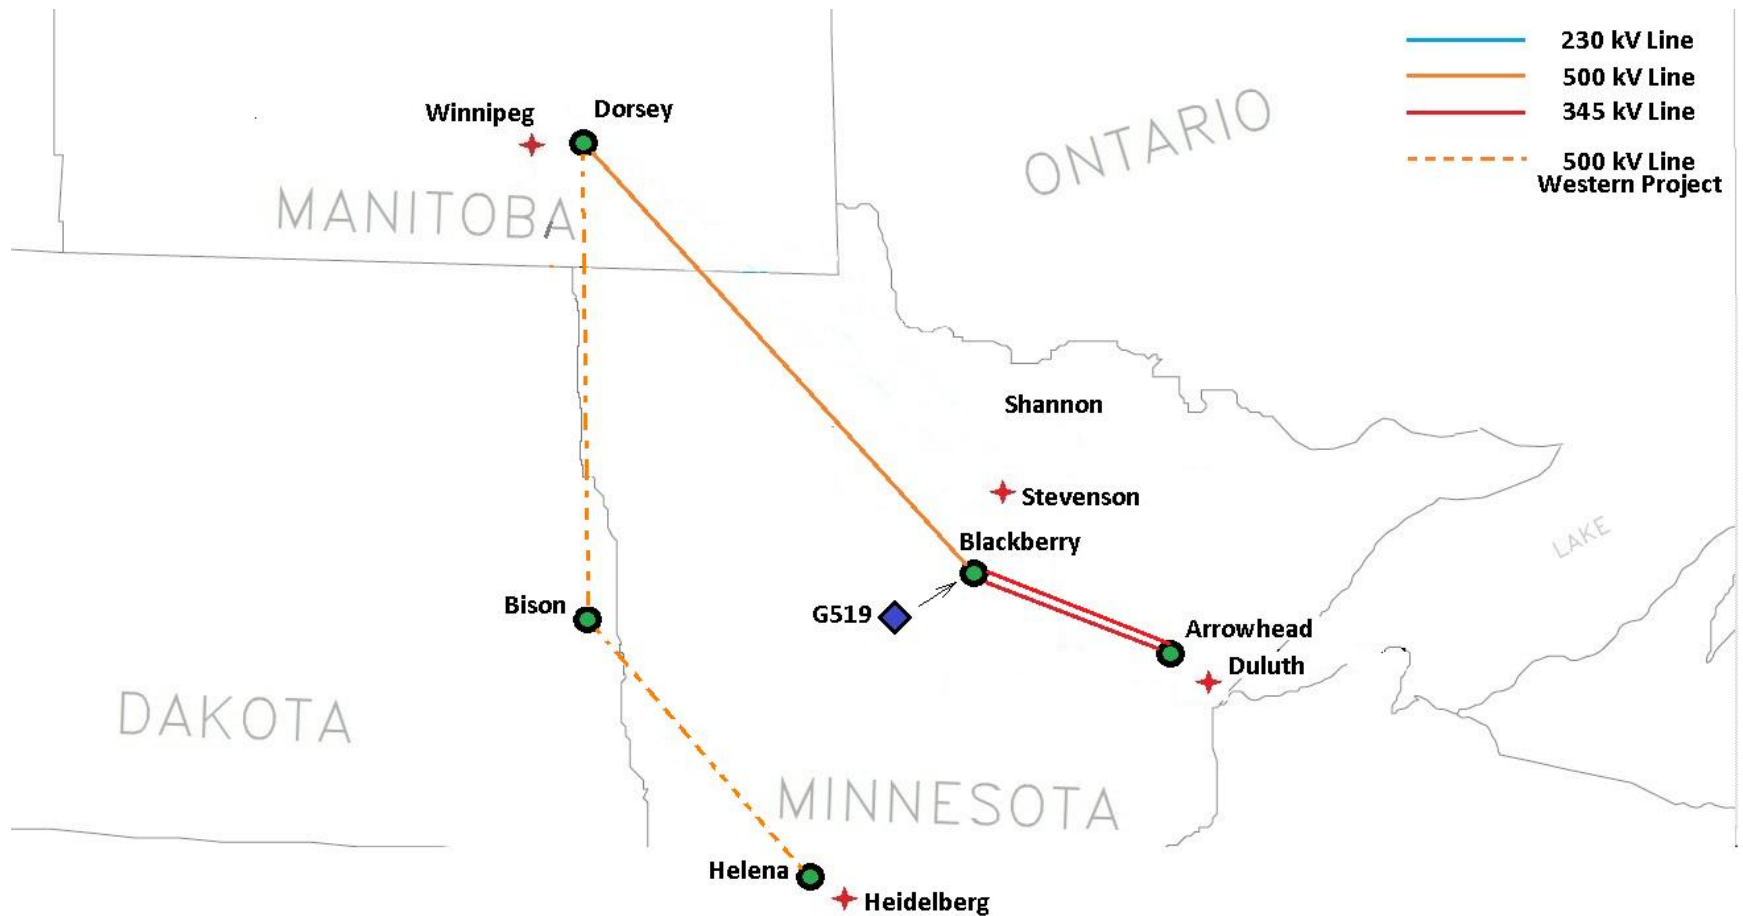 230 kV Line
500 kV Line
345 kV Line
500 kV Line
Western Project
Winnipeg
Dorsey
ONTARIO
MANITOBA
Shannon
Stevenson
Blackberry
LAKE
Bison
G519
Arrowhead
Duluth
DAKOTA
MINNESOTA
Helena
Heidelberg